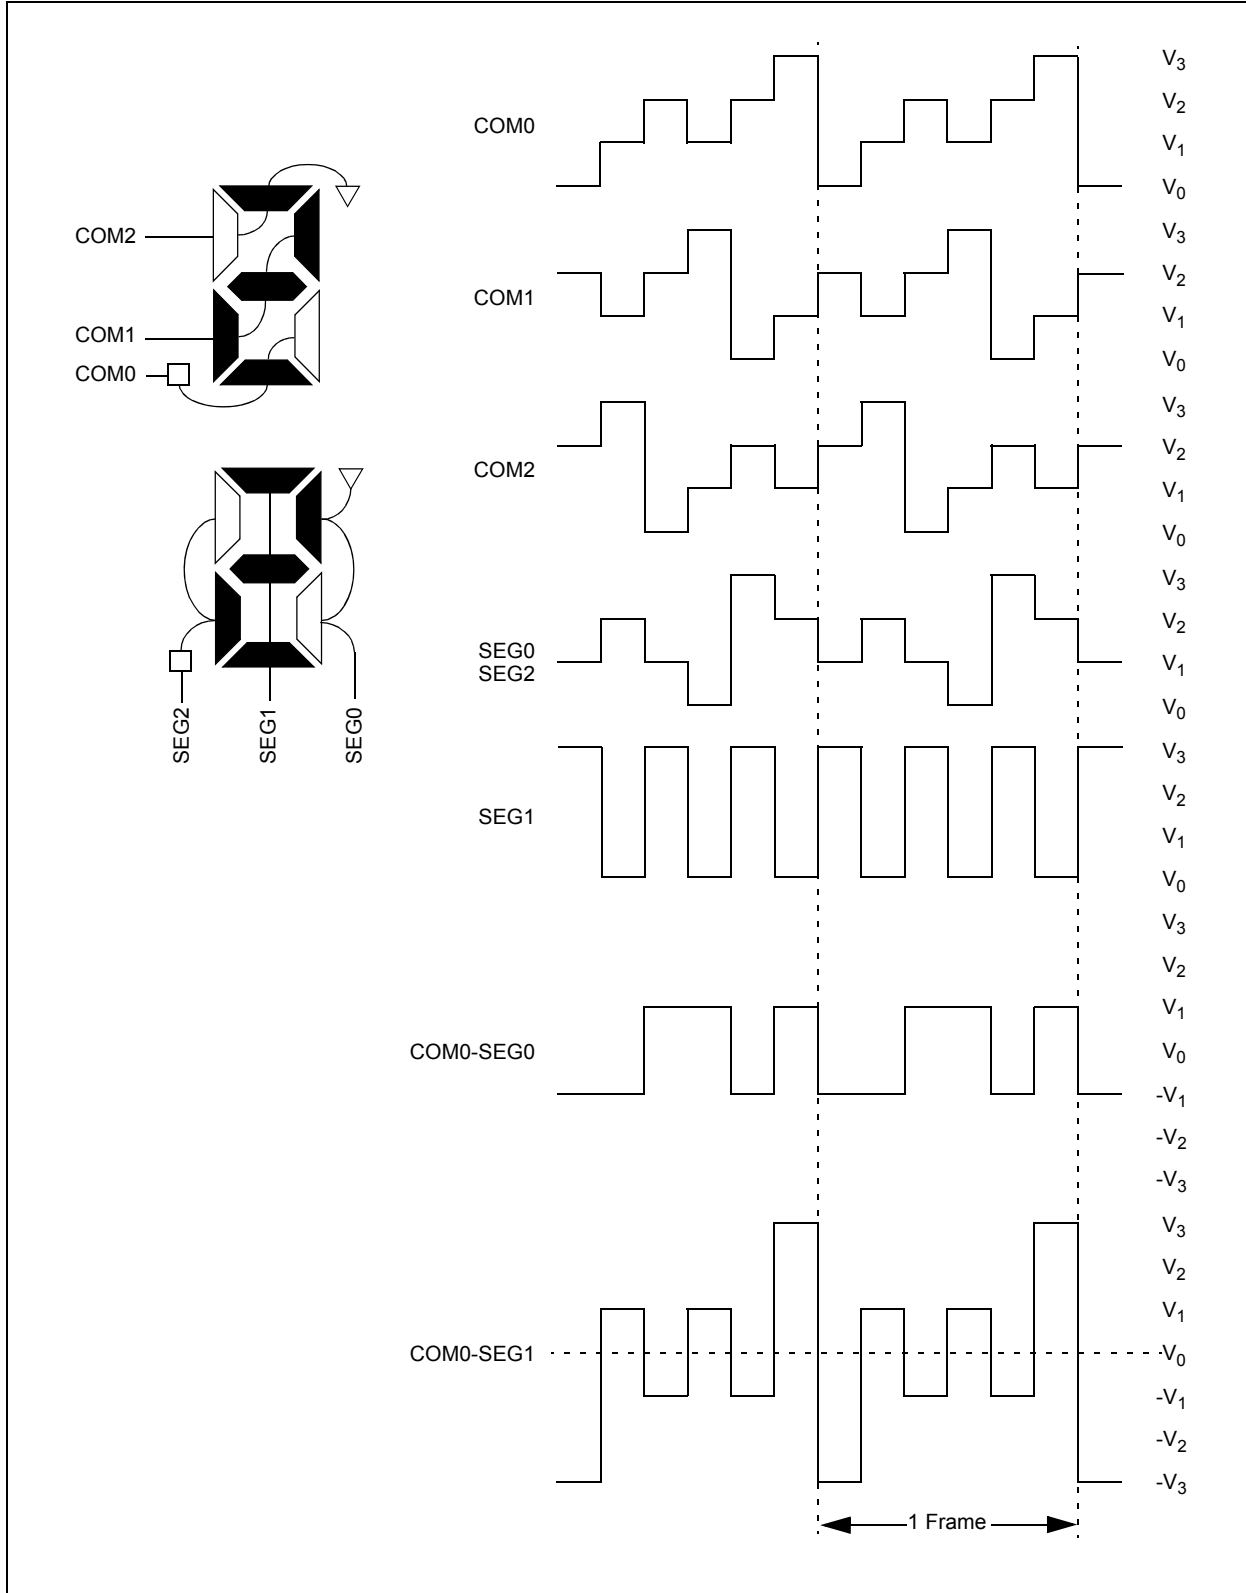 COM0
V3
V2
V1
V0
COM2
COM1
COM0
COM1
V3
V2
V1
V0
COM2
V3
V2
V1
V0
SEG0
SEG2
V3
V2
V1
V0
SEG2
SEG1
SEG0
SEG1
V3
V2
V1
V0
COM0-SEG0
V3
V2
V1
V0
-V1
-V2
-V3
COM0-SEG1
V3
V2
V1
V0
-V1
-V2
-V3
1 Frame